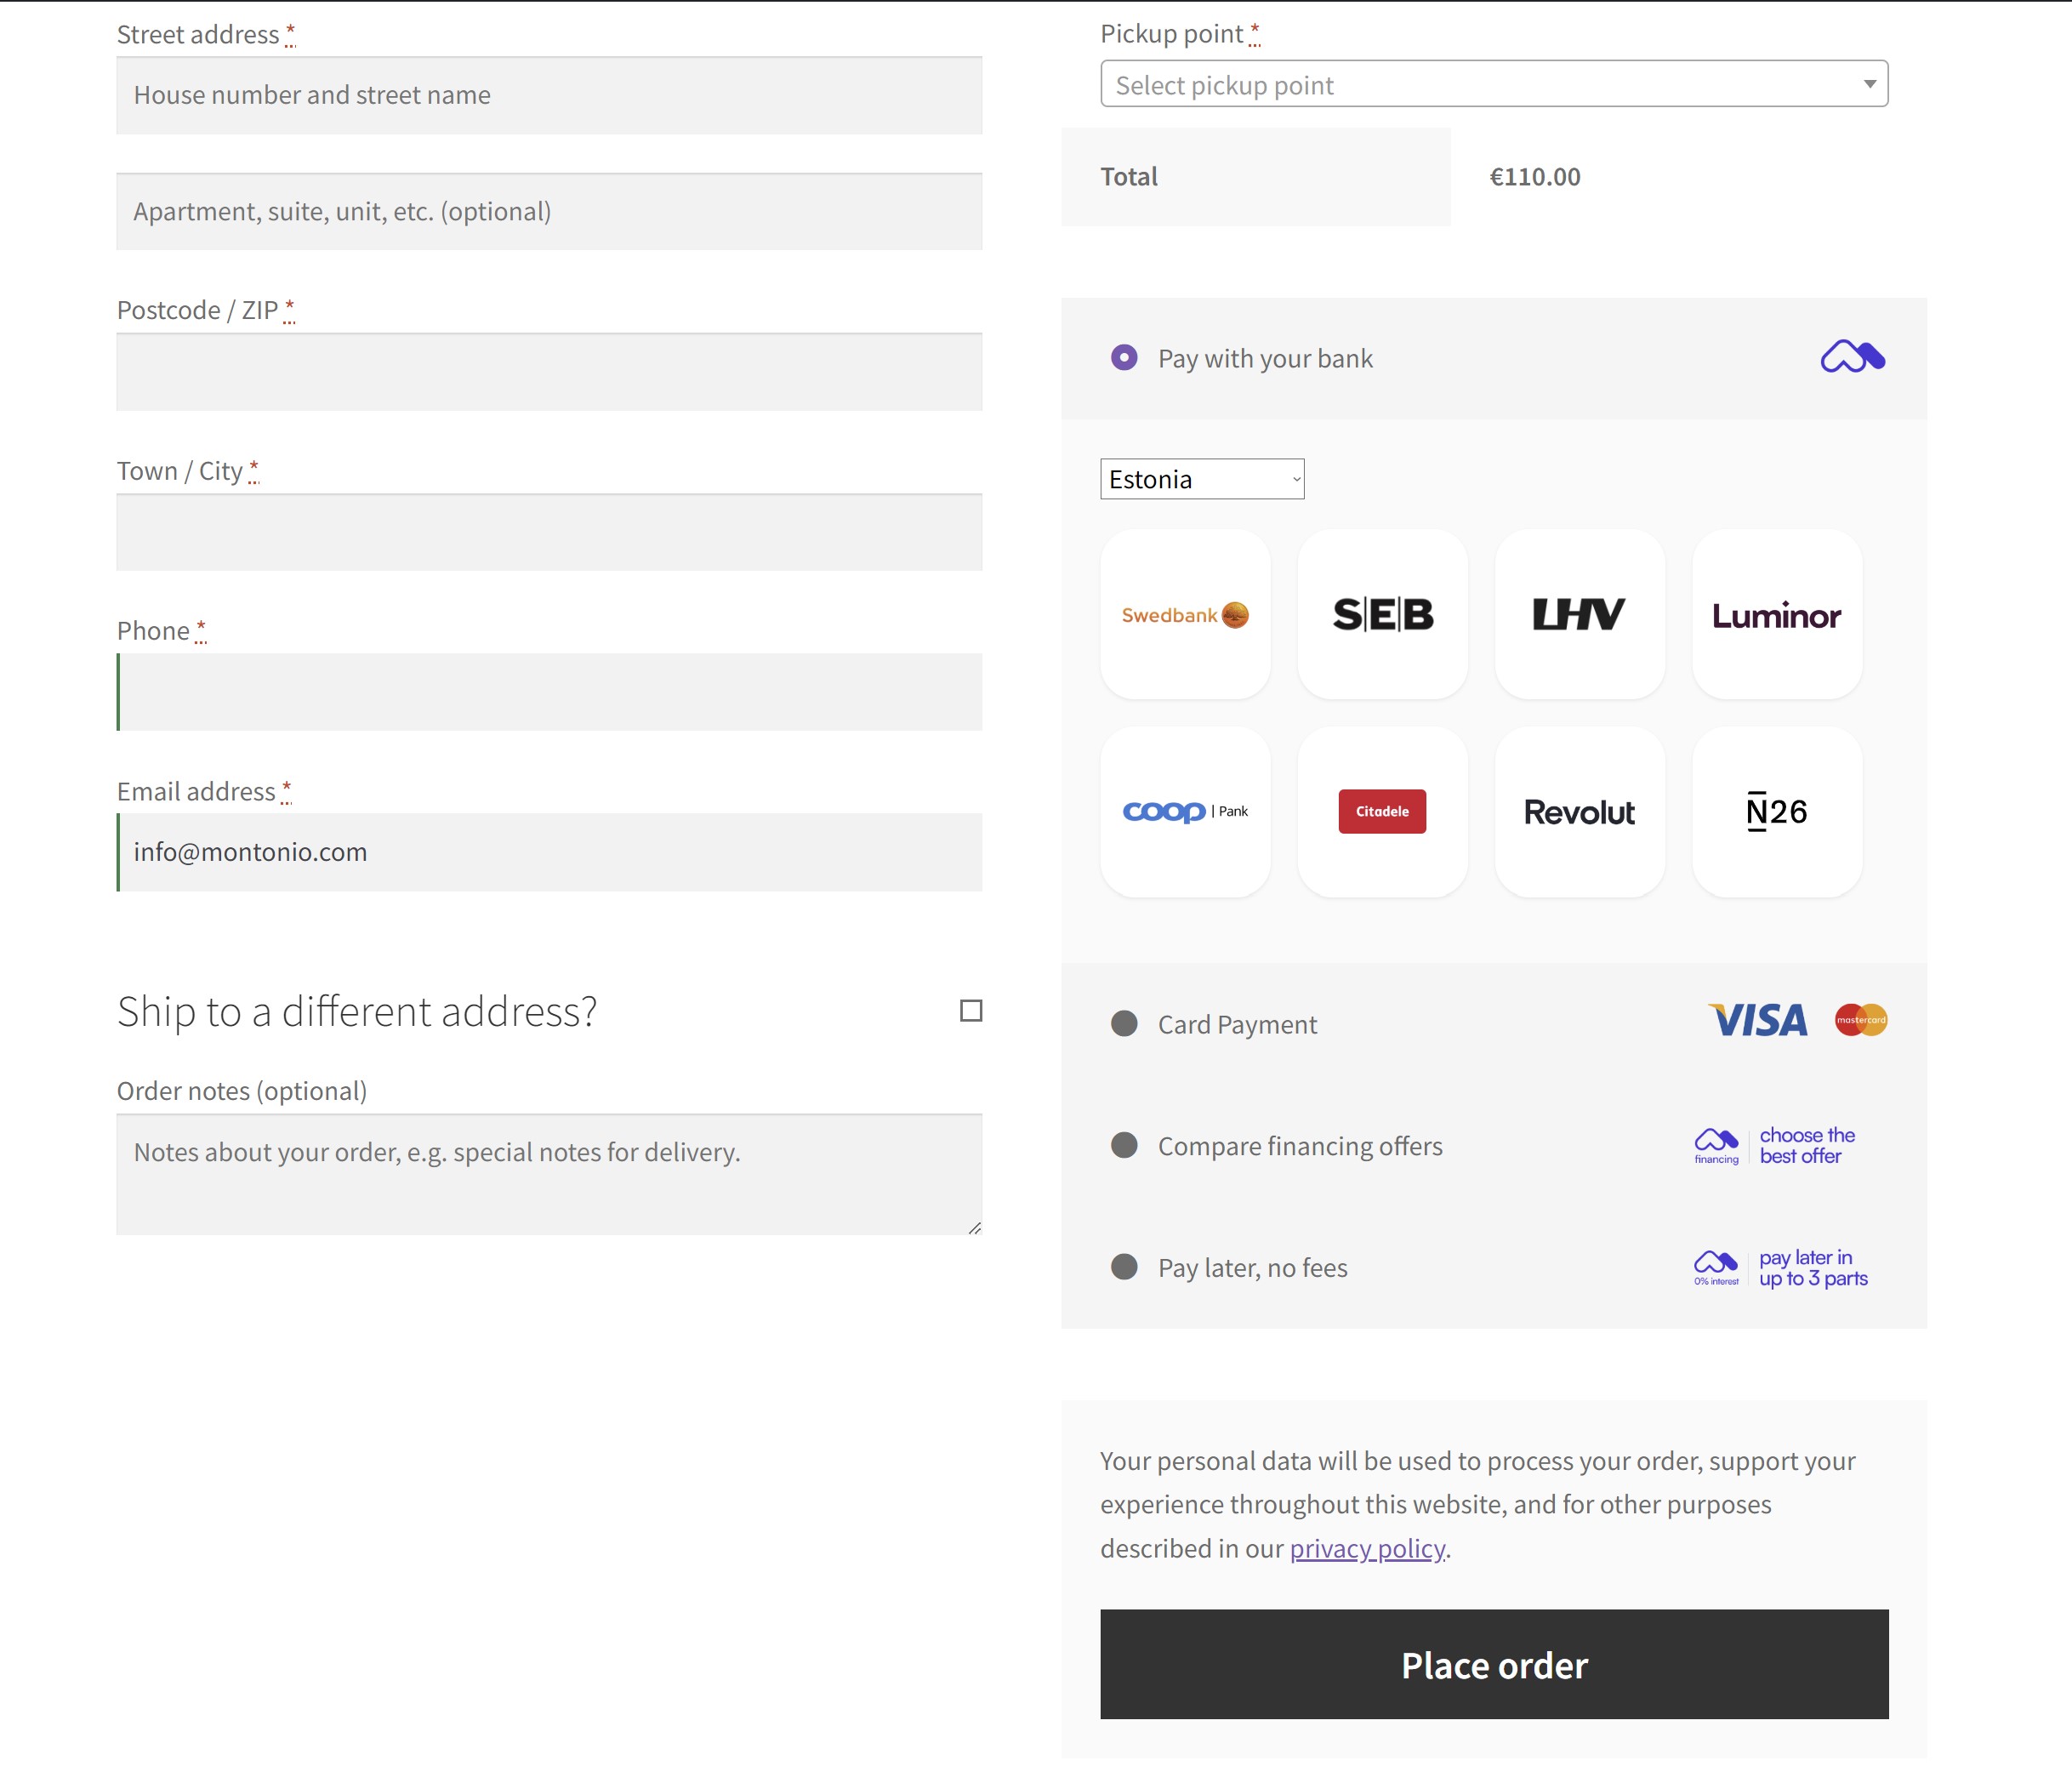 Street address *
House number and street name
Apartment, suite, unit, etc. (optional)
Postcode / ZIP *
Town / City *
Phone *
Email address *
info@montonio.com
Ship to a different address?
Order notes (optional)
Notes about your order, e.g. special notes for delivery.
Pickup point *
Select pickup point
Total €110.00
Pay with your bank
Estonia
Swedbank
S|E|B
LHV
Luminor
coop | Pank
Citadele
Revolut
N26
Card Payment
VISA
mastercard
Compare financing offers
financing
choose the
best offer
Pay later, no fees
0% interest
pay later in
up to 3 parts
Your personal data will be used to process your order, support your
experience throughout this website, and for other purposes
described in our privacy policy.
Place order